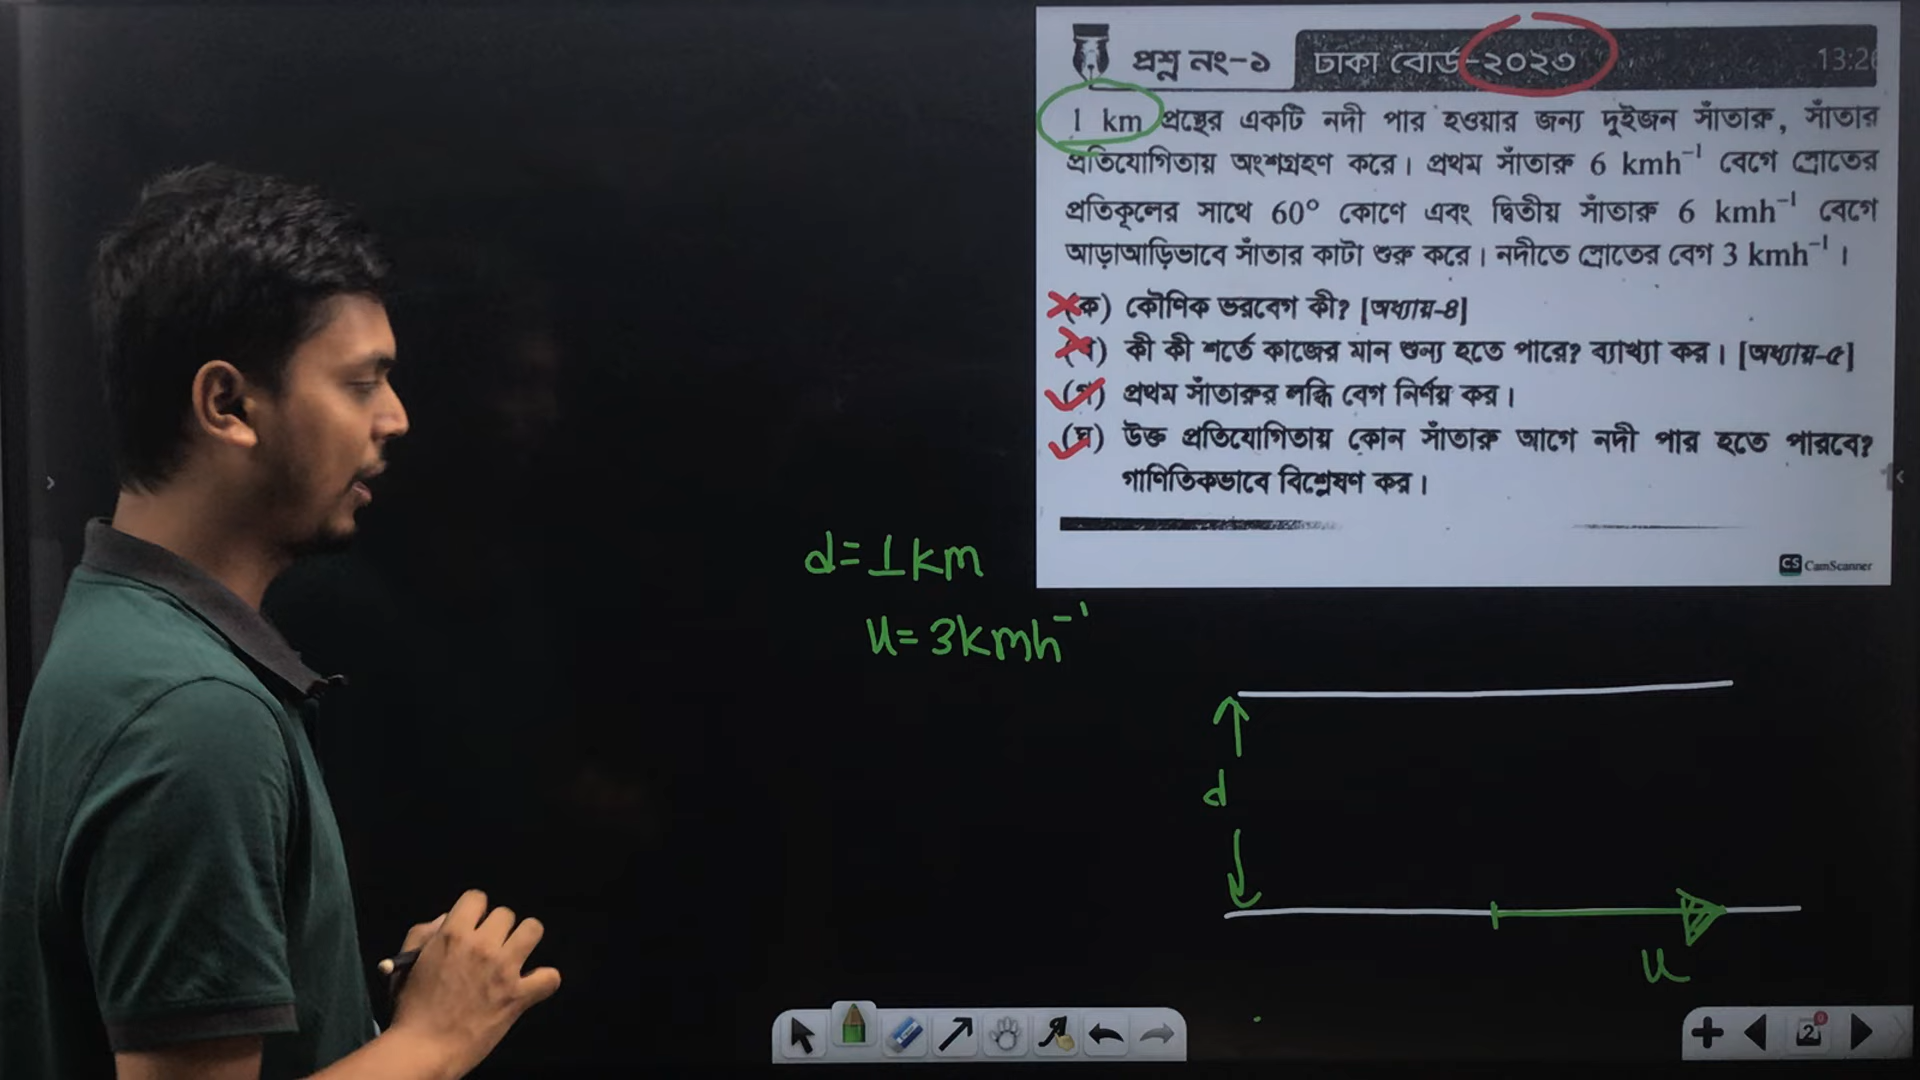 প্রশ্ন নং-১ ঢাকা বোর্ড-২০২৩
1 km প্রস্থের একটি নদী পার হওয়ার জন্য দুইজন সাঁতারু, সাঁতার
প্রতিযোগিতায় অংশগ্রহণ করে। প্রথম সাঁতারু 6 kmh⁻¹ বেগে স্রোতের
প্রতিকূলের সাথে 60° কোণে এবং দ্বিতীয় সাঁতারু 6 kmh⁻¹ বেগে
আড়াআড়িভাবে সাঁতার কাটা শুরু করে। নদীতে স্রোতের বেগ 3 kmh⁻¹।
(ক) কৌণিক ভরবেগ কী? [অধ্যায়-৪]
(খ) কী কী শর্তে কাজের মান শুন্য হতে পারে? ব্যাখ্যা কর। [অধ্যায়-৫]
(গ) প্রথম সাঁতারুর লব্ধি বেগ নির্ণয় কর।
(ঘ) উক্ত প্রতিযোগিতায় কোন সাঁতারু আগে নদী পার হতে পারবে?
গাণিতিকভাবে বিশ্লেষণ কর।
CS CamScanner
d=1km
u=3kmh⁻¹
d
u
2